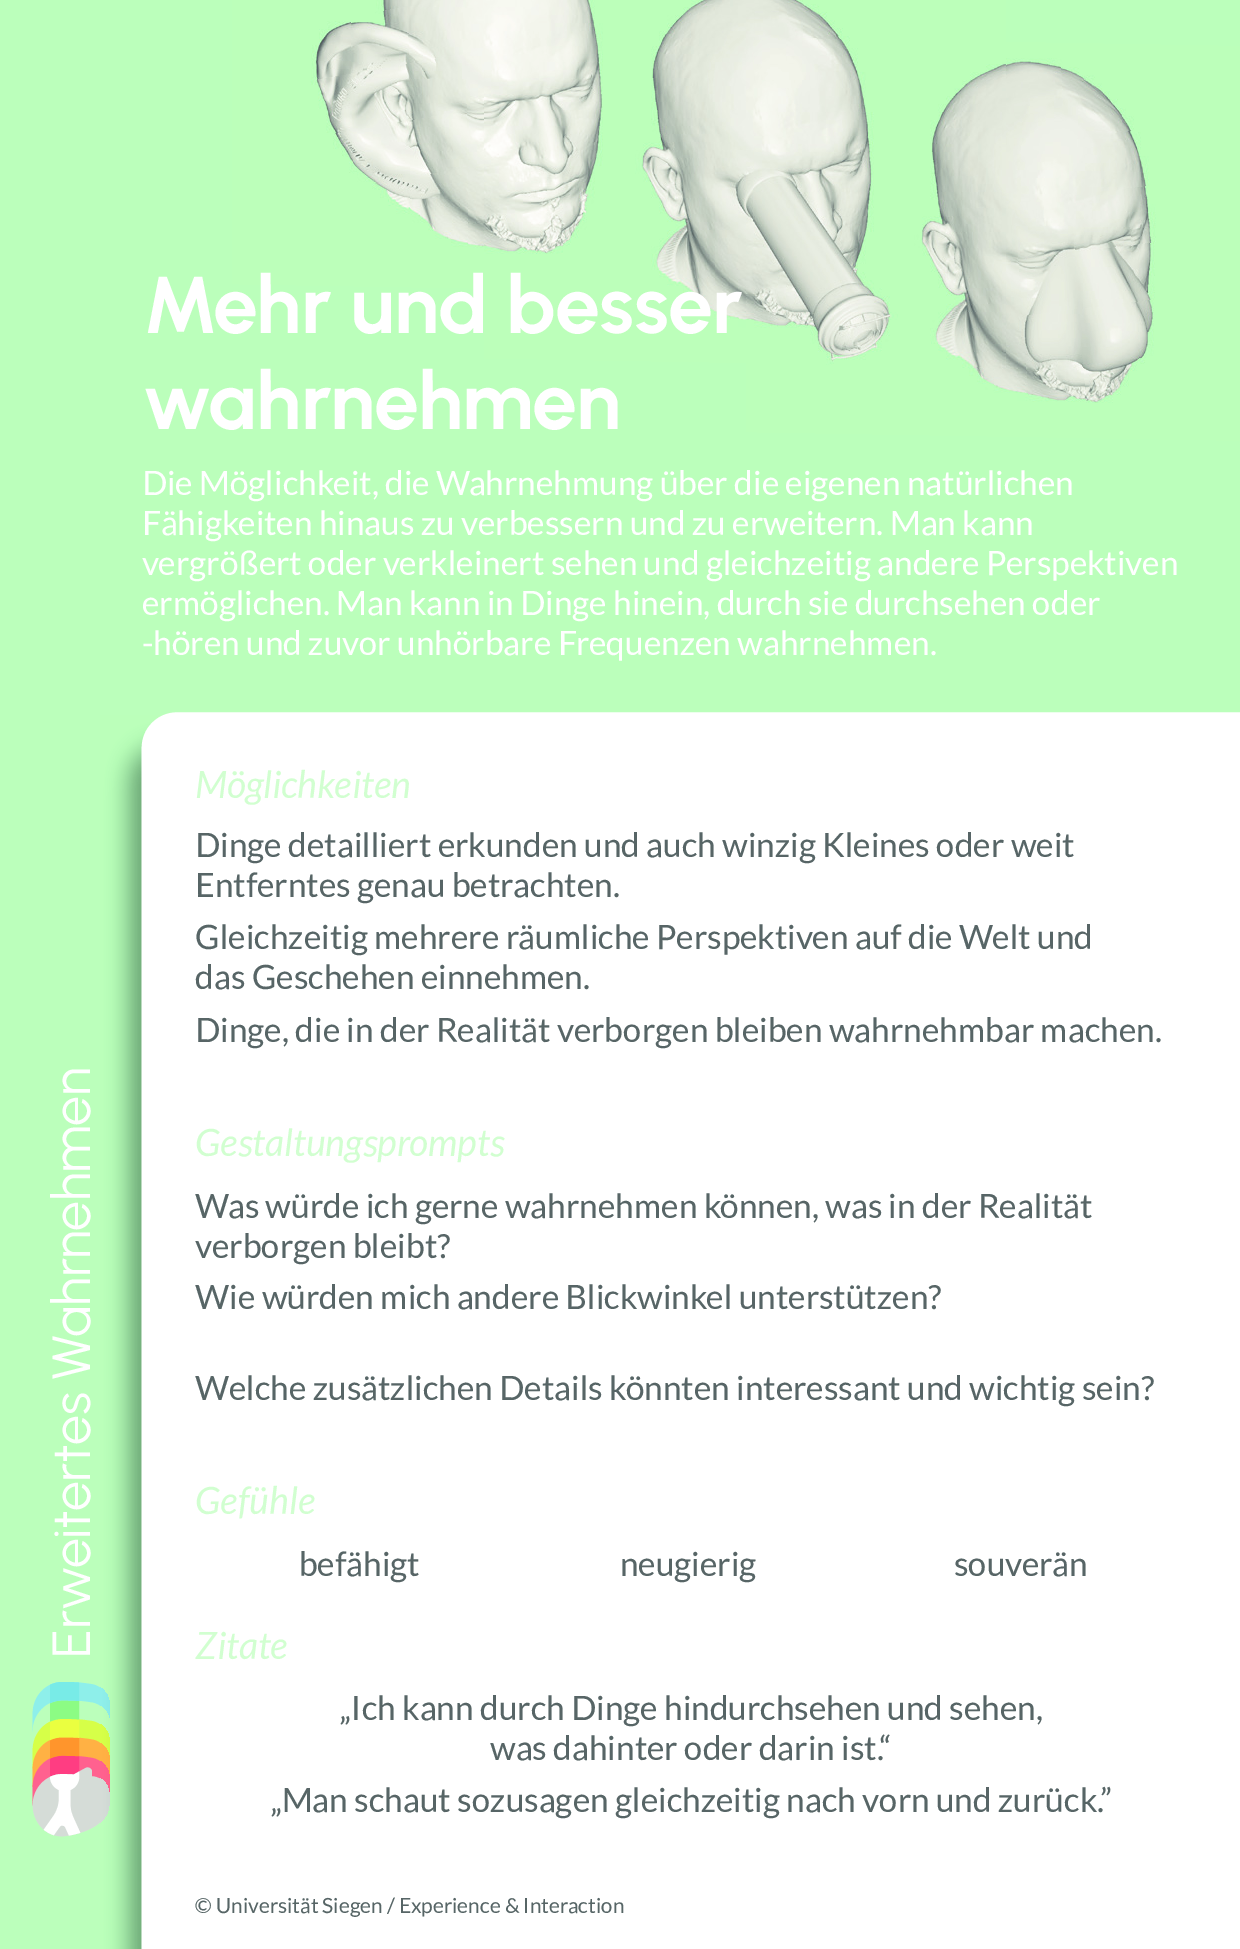 Mehr und besser
wahrnehmen
Die Möglichkeit, die Wahrnehmung über die eigenen natürlichen
Fähigkeiten hinaus zu verbessern und zu erweitern. Man kann
vergrößert oder verkleinert sehen und gleichzeitig andere Perspektiven
ermöglichen. Man kann in Dinge hinein, durch sie durchsehen oder
-hören und zuvor unhörbare Frequenzen wahrnehmen.
Möglichkeiten
Dinge detailliert erkunden und auch winzig Kleines oder weit
Entferntes genau betrachten.
Gleichzeitig mehrere räumliche Perspektiven auf die Welt und
das Geschehen einnehmen.
Dinge, die in der Realität verborgen bleiben wahrnehmbar machen.
Gestaltungsprompts
Was würde ich gerne wahrnehmen können, was in der Realität
verborgen bleibt?
Wie würden mich andere Blickwinkel unterstützen?
Welche zusätzlichen Details könnten interessant und wichtig sein?
Gefühle
befähigt neugierig souverän
Zitate
„Ich kann durch Dinge hindurchsehen und sehen,
was dahinter oder darin ist.“
„Man schaut sozusagen gleichzeitig nach vorn und zurück.”
© Universität Siegen / Experience & Interaction
Erweitertes Wahrnehmen